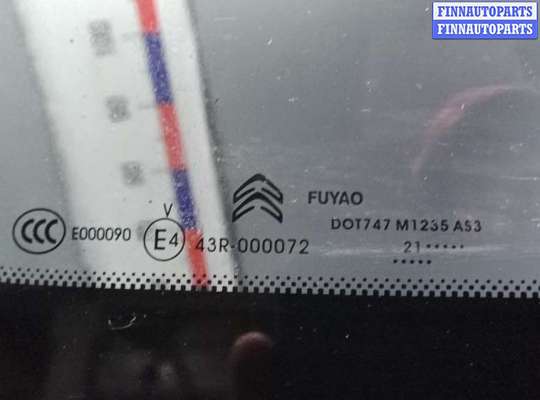 FINNAUTOPARTS
FINNAUTOPARTS
FUYAO
V
CCC E000090 E4 43R-000072
DOT747 M1235 AS3
21·····
·····